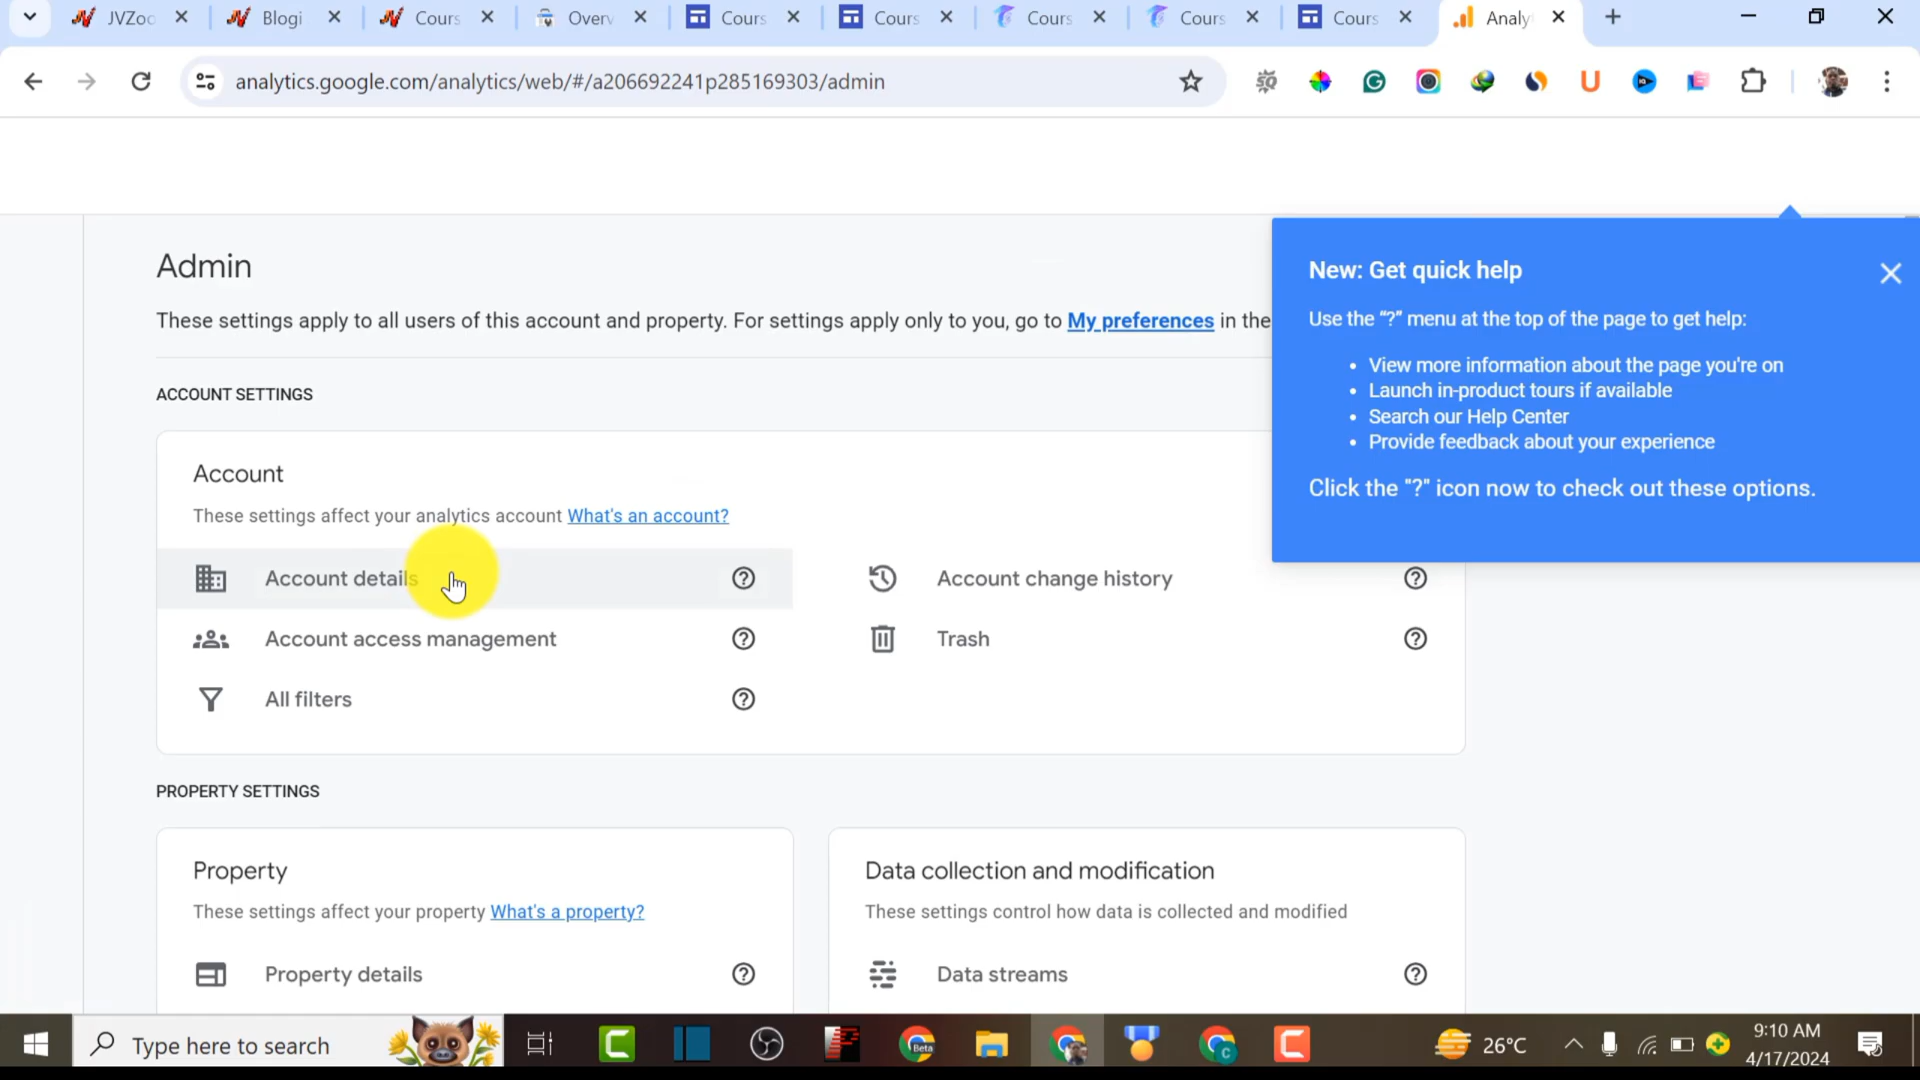 JVZoo
Blogi
Cours
Overv
Cours
Cours
Cours
Cours
Cours
Analy
analytics.google.com/analytics/web/#/a206692241p285169303/admin
Admin
These settings apply to all users of this account and property. For settings apply only to you, go to My preferences in the
ACCOUNT SETTINGS
Account
These settings affect your analytics account What's an account?
Account details
Account change history
Account access management
Trash
All filters
New: Get quick help
Use the “?” menu at the top of the page to get help:
• View more information about the page you're on
• Launch in-product tours if available
• Search our Help Center
• Provide feedback about your experience
Click the "?" icon now to check out these options.
PROPERTY SETTINGS
Property
These settings affect your property What's a property?
Property details
Data collection and modification
These settings control how data is collected and modified
Data streams
Type here to search
Beta
C
26°C
9:10 AM
4/17/2024